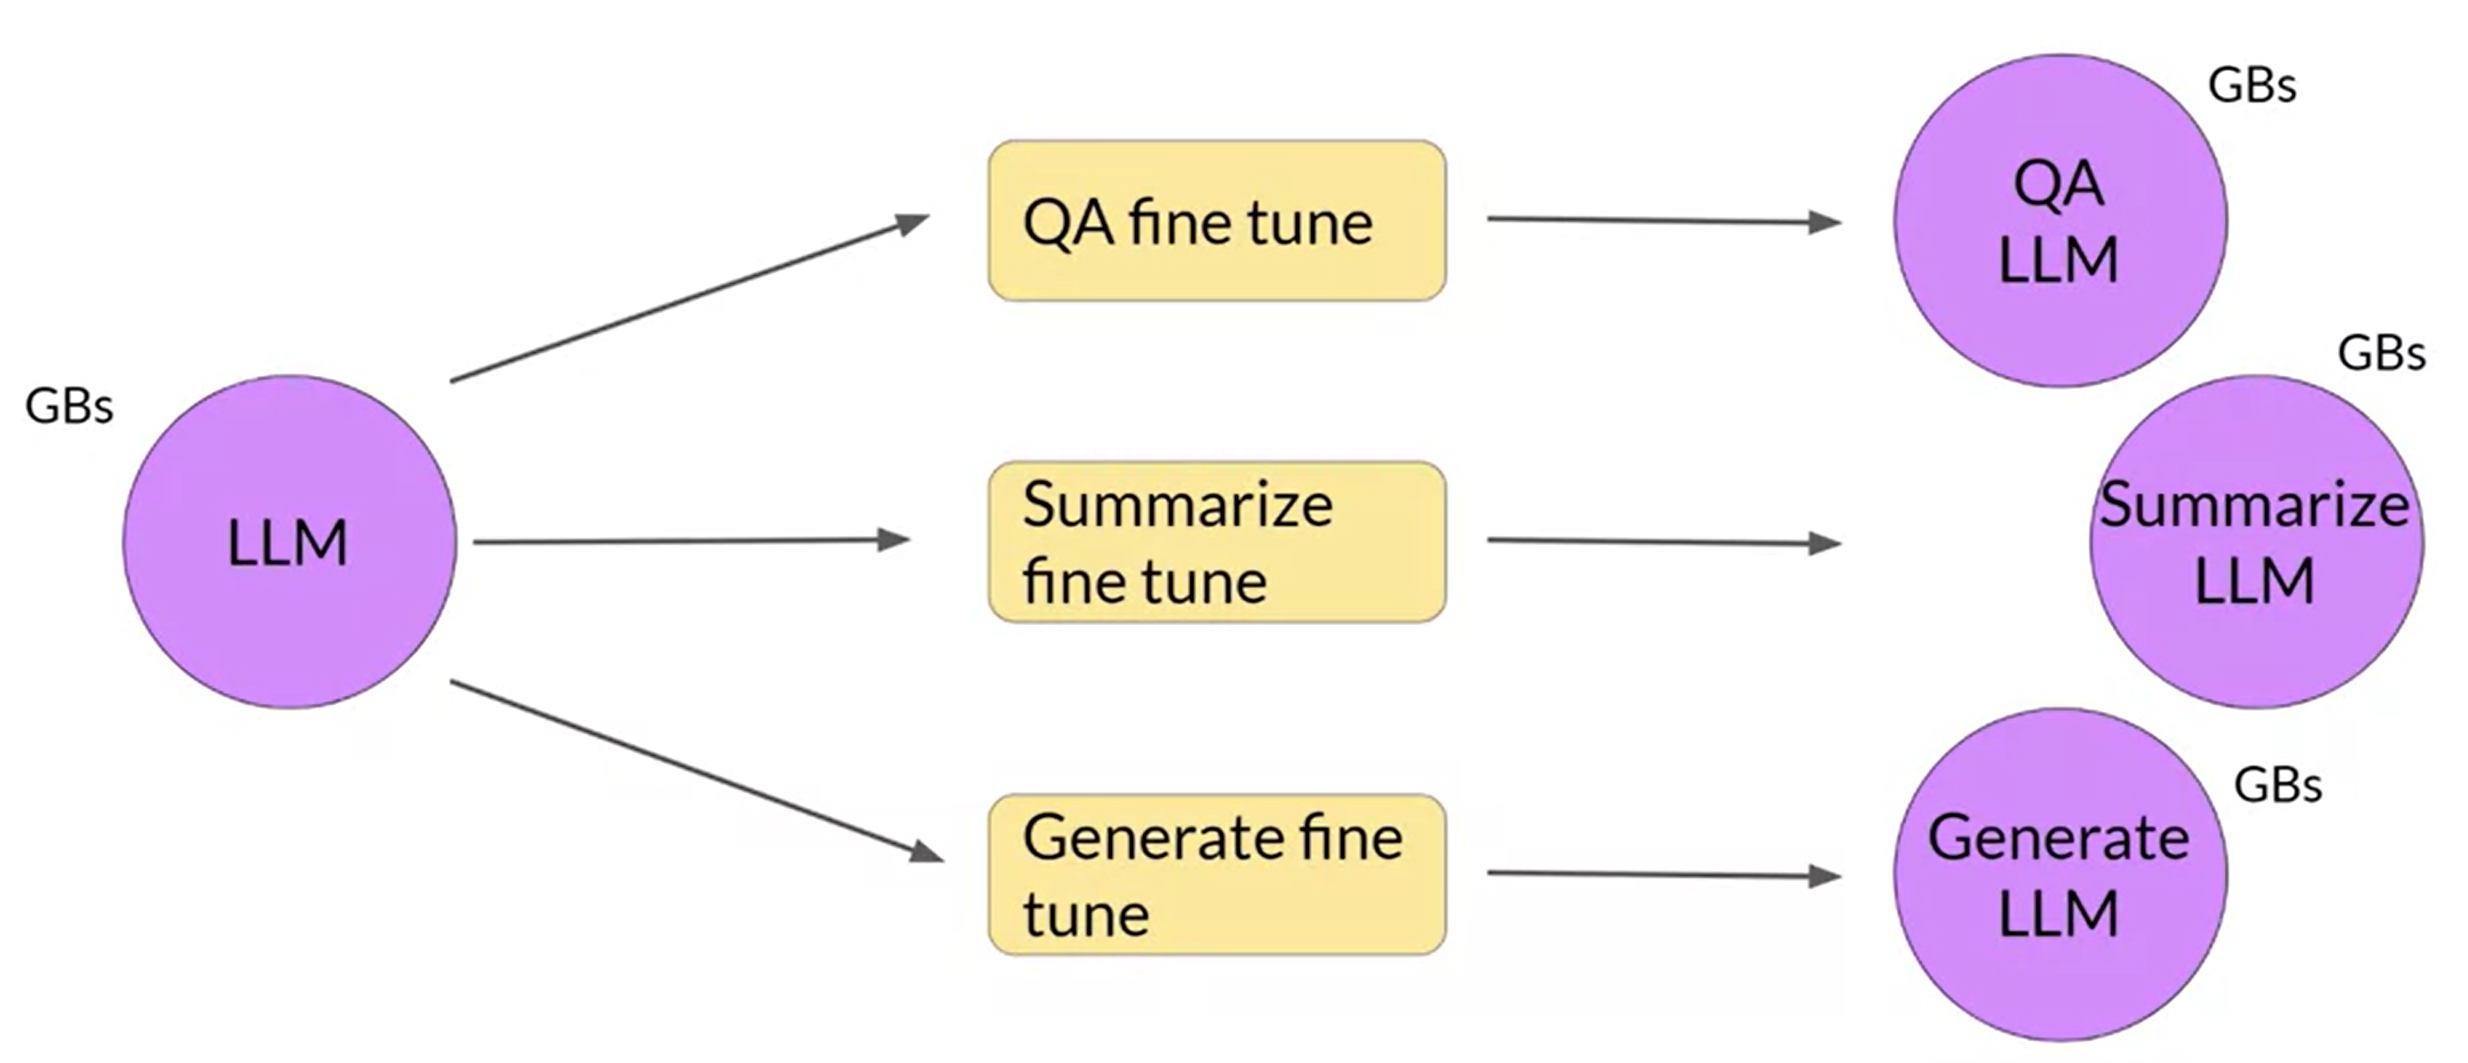 GBs
LLM
QA fine tune
Summarize
fine tune
Generate fine
tune
QA
LLM
GBs
Summarize
LLM
GBs
Generate
LLM
GBs